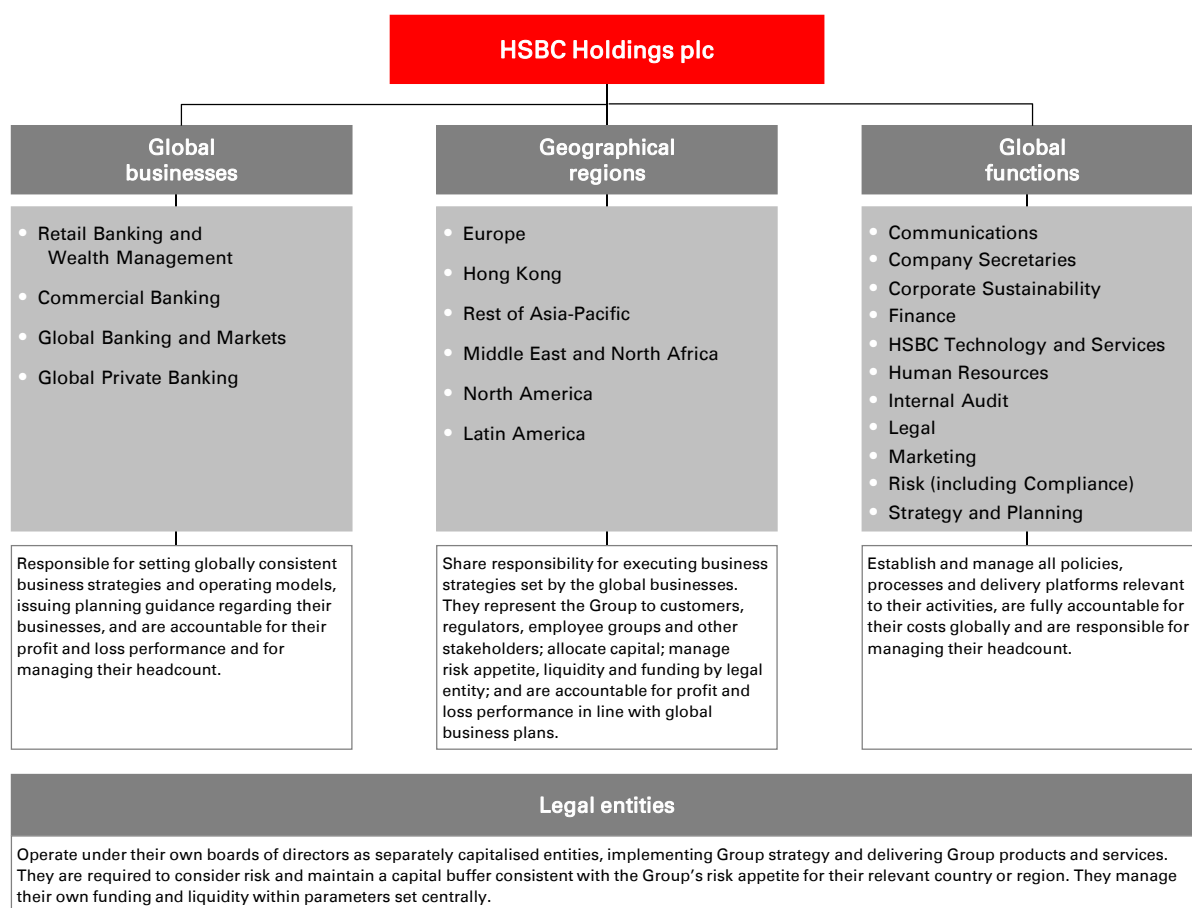 HSBC Holdings plc
Global
businesses
• Retail Banking and
Wealth Management
• Commercial Banking
• Global Banking and Markets
• Global Private Banking
Responsible for setting globally consistent
business strategies and operating models,
issuing planning guidance regarding their
businesses, and are accountable for their
profit and loss performance and for
managing their headcount.
Geographical
regions
• Europe
• Hong Kong
• Rest of Asia-Pacific
• Middle East and North Africa
• North America
• Latin America
Share responsibility for executing business
strategies set by the global businesses.
They represent the Group to customers,
regulators, employee groups and other
stakeholders; allocate capital; manage
risk appetite, liquidity and funding by legal
entity; and are accountable for profit and
loss performance in line with global
business plans.
Global
functions
• Communications
• Company Secretaries
• Corporate Sustainability
• Finance
• HSBC Technology and Services
• Human Resources
• Internal Audit
• Legal
• Marketing
• Risk (including Compliance)
• Strategy and Planning
Establish and manage all policies,
processes and delivery platforms relevant
to their activities, are fully accountable for
their costs globally and are responsible for
managing their headcount.
Legal entities
Operate under their own boards of directors as separately capitalised entities, implementing Group strategy and delivering Group products and services.
They are required to consider risk and maintain a capital buffer consistent with the Group's risk appetite for their relevant country or region. They manage
their own funding and liquidity within parameters set centrally.